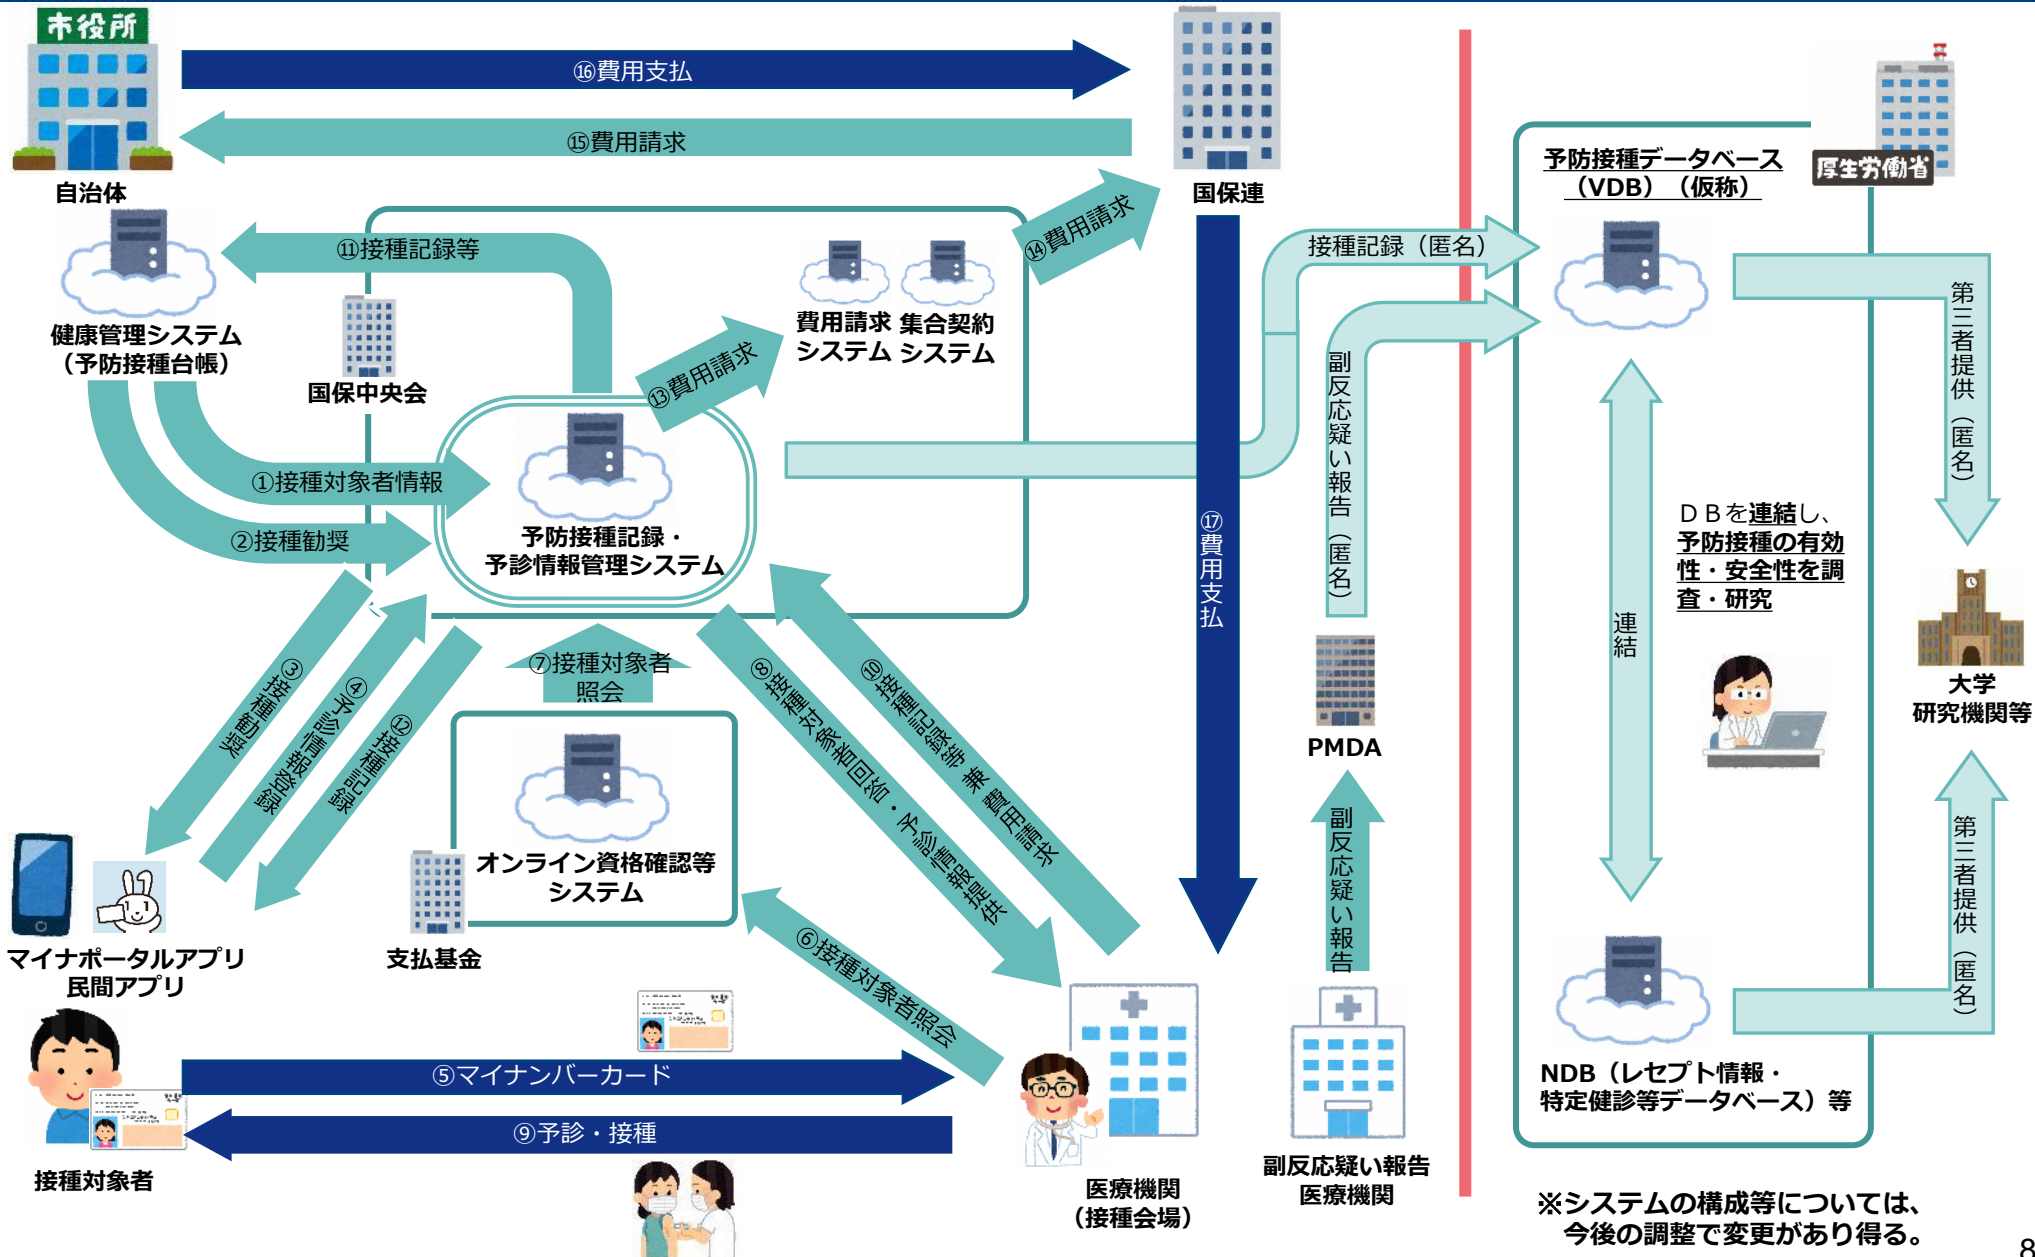 市役所
自治体
⑯費用支払
⑮費用請求
国保連
健康管理システム
（予防接種台帳）
⑪接種記録等
国保中央会
費用請求
システム
集合契約
システム
⑭費用請求
⑬費用請求
①接種対象者情報
②接種勧奨
予防接種記録・
予診情報管理システム
③接種勧奨
④予診情報登録
⑫接種記録
⑦接種対象者
照会
⑧接種対象者回答・予診情報提供
⑩接種記録等 兼 費用請求
⑰費用支払
オンライン資格確認等
システム
支払基金
⑥接種対象者照会
マイナポータルアプリ
民間アプリ
接種対象者
⑤マイナンバーカード
⑨予診・接種
医療機関
（接種会場）
副反応疑い報告
医療機関
副反応疑い報告
PMDA
副反応疑い報告（匿名）
接種記録（匿名）
予防接種データベース
（VDB）（仮称）
厚生労働省
第三者提供（匿名）
連結
ＤＢを連結し、
予防接種の有効
性・安全性を調
査・研究
大学
研究機関等
第三者提供（匿名）
NDB（レセプト情報・
特定健診等データベース）等
※システムの構成等については、
今後の調整で変更があり得る。
8